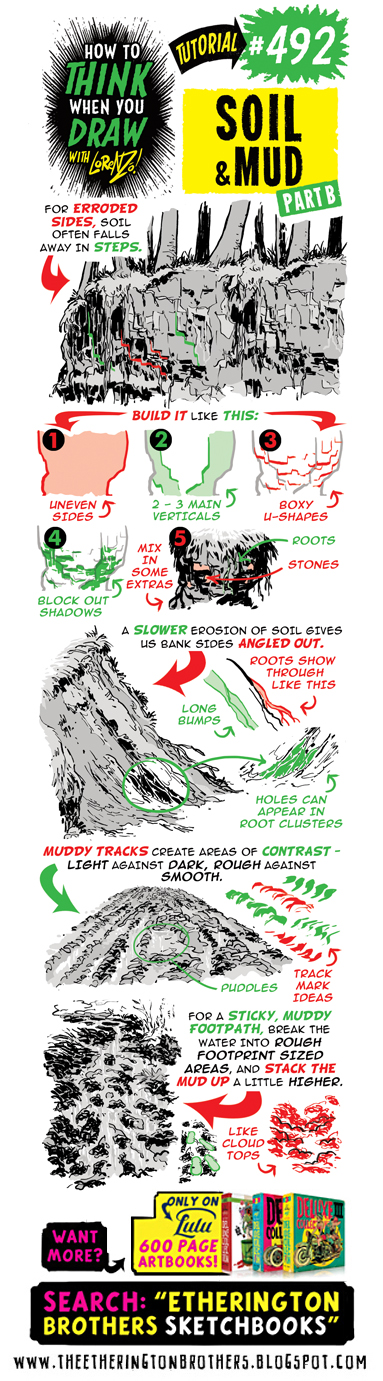 HOW TO
THINK
WHEN YOU
DRAW
WITH LORENZO!
TUTORIAL
#492
SOIL
& MUD
PART B
FOR ERRODED
SIDES, SOIL
OFTEN FALLS
AWAY IN STEPS.
BUILD IT LIKE THIS:
1
2
3
UNEVEN
SIDES
2 - 3 MAIN
VERTICALS
BOXY
U-SHAPES
4
5
BLOCK OUT
SHADOWS
MIX
IN
SOME
EXTRAS
ROOTS
STONES
A SLOWER EROSION OF SOIL GIVES
US BANK SIDES ANGLED OUT.
ROOTS SHOW
THROUGH
LIKE THIS
LONG
BUMPS
HOLES CAN
APPEAR IN
ROOT CLUSTERS
MUDDY TRACKS CREATE AREAS OF CONTRAST -
LIGHT AGAINST DARK, ROUGH AGAINST
SMOOTH.
PUDDLES
TRACK
MARK
IDEAS
FOR A STICKY, MUDDY
FOOTPATH, BREAK THE
WATER INTO ROUGH
FOOTPRINT SIZED
AREAS, AND STACK THE
MUD UP A LITTLE HIGHER.
LIKE
CLOUD
TOPS
WANT
MORE?
ONLY ON
Lulu
600 PAGE
ARTBOOKS!
SEARCH: "ETHERINGTON
BROTHERS SKETCHBOOKS"
WWW.THEETHERINGTONBROTHERS.BLOGSPOT.COM